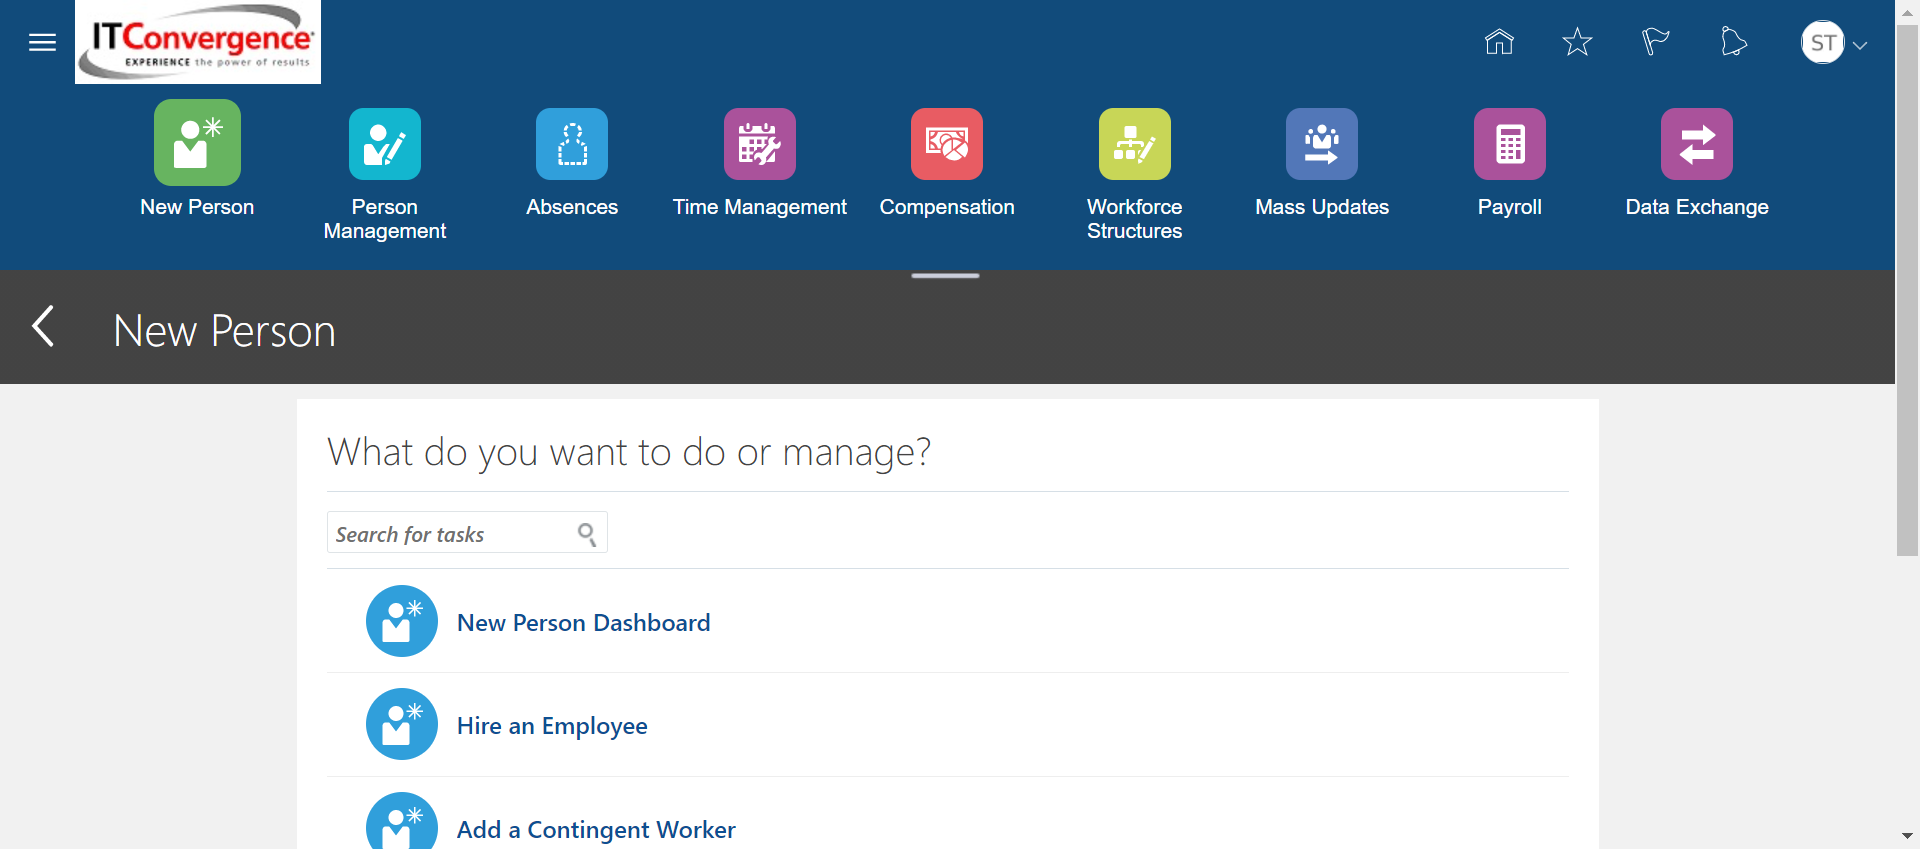 ITConvergence
EXPERIENCE the power of results
ST
New Person
Person
Management
Absences
Time Management
Compensation
Workforce
Structures
Mass Updates
Payroll
Data Exchange
New Person
What do you want to do or manage?
Search for tasks
New Person Dashboard
Hire an Employee
Add a Contingent Worker